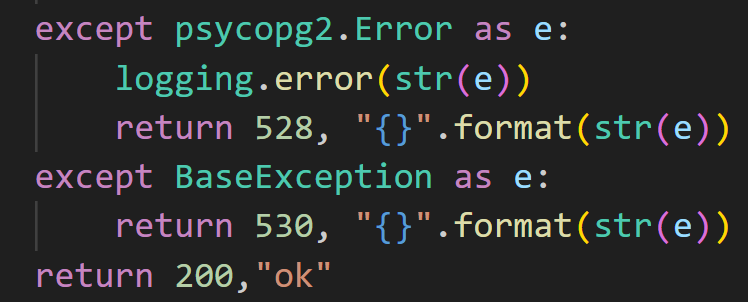 except psycopg2.Error as e:
    logging.error(str(e))
    return 528, "{}".format(str(e))
except BaseException as e:
    return 530, "{}".format(str(e))
return 200,"ok"